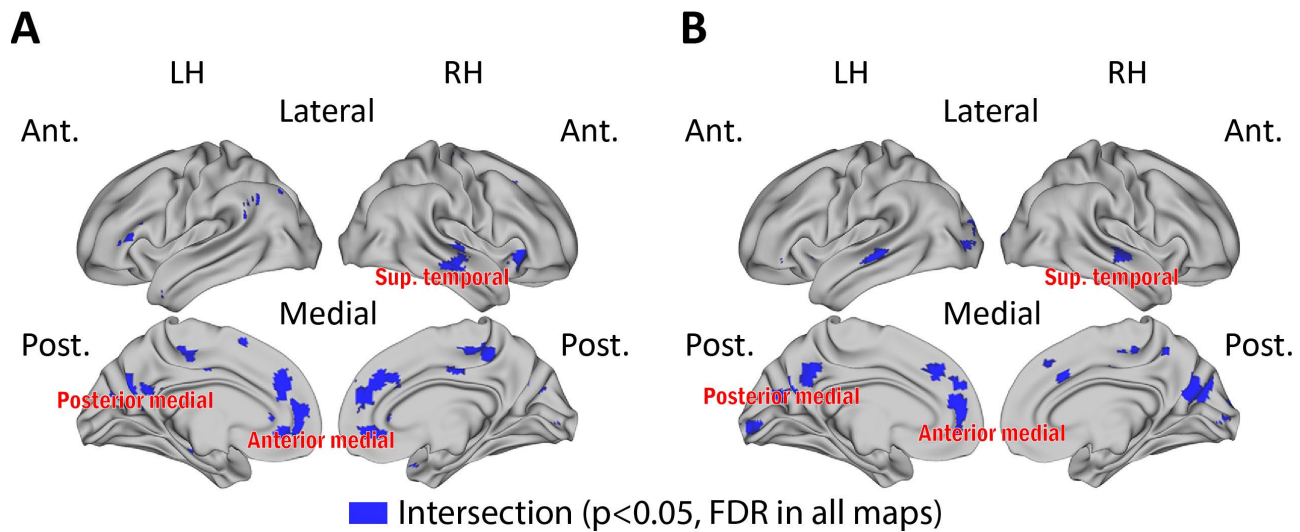 A
B
LH
RH
Lateral
Ant.
Ant.
Sup. temporal
Medial
Post.
Post.
Posterior medial
Anterior medial
LH
RH
Lateral
Ant.
Ant.
Sup. temporal
Medial
Post.
Post.
Posterior medial
Anterior medial
Intersection (p<0.05, FDR in all maps)